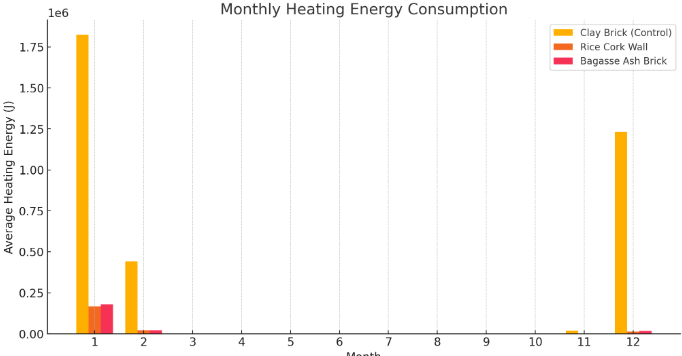 Monthly Heating Energy Consumption
1e6
Clay Brick (Control)
Rice Cork Wall
Bagasse Ash Brick
Average Heating Energy (J)
1.75
1.50
1.25
1.00
0.75
0.50
0.25
0.00
1 2 3 4 5 6 7 8 9 10 11 12
Month